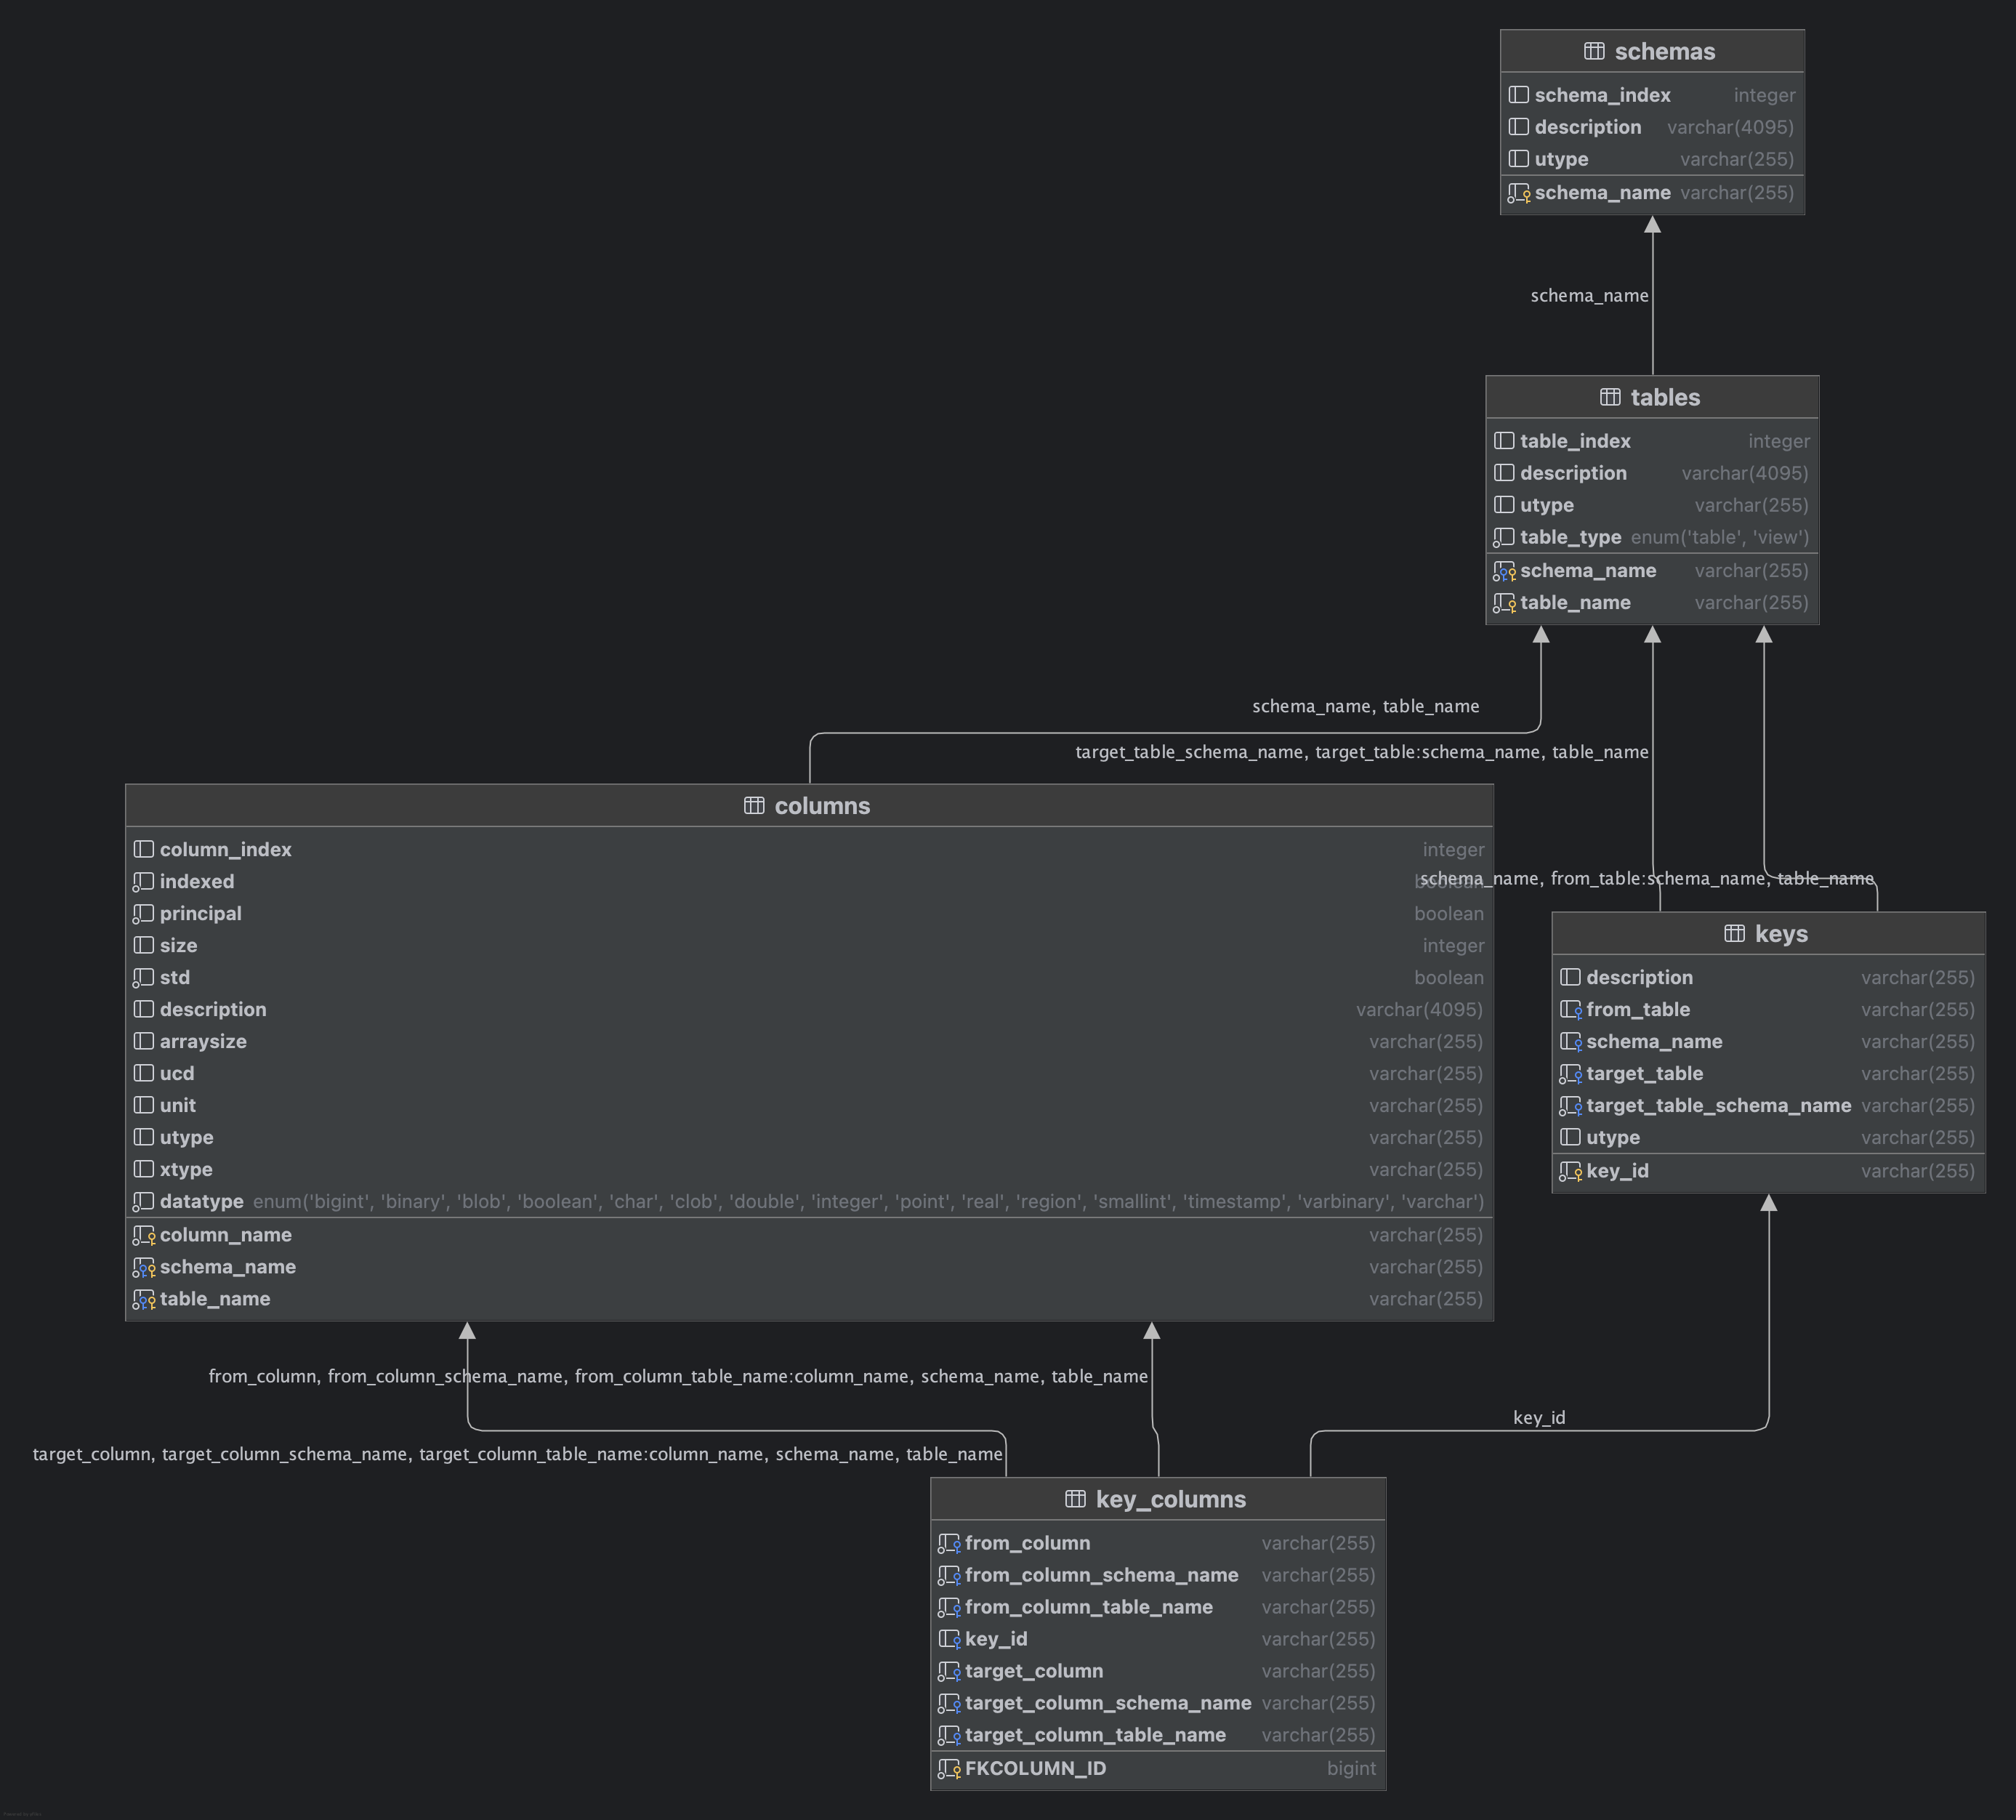 schemas
schema_index integer
description varchar(4095)
utype varchar(255)
schema_name varchar(255)
schema_name
tables
table_index integer
description varchar(4095)
utype varchar(255)
table_type enum('table', 'view')
schema_name varchar(255)
table_name varchar(255)
schema_name, table_name
target_table_schema_name, target_table:schema_name, table_name
schema_name, from_table:schema_name, table_name
columns
column_index integer
indexed boolean
principal boolean
size integer
std boolean
description varchar(4095)
arraysize varchar(255)
ucd varchar(255)
unit varchar(255)
utype varchar(255)
xtype varchar(255)
datatype enum('bigint', 'binary', 'blob', 'boolean', 'char', 'clob', 'double', 'integer', 'point', 'real', 'region', 'smallint', 'timestamp', 'varbinary', 'varchar')
column_name varchar(255)
schema_name varchar(255)
table_name varchar(255)
keys
description varchar(255)
from_table varchar(255)
schema_name varchar(255)
target_table varchar(255)
target_table_schema_name varchar(255)
utype varchar(255)
key_id varchar(255)
from_column, from_column_schema_name, from_column_table_name:column_name, schema_name, table_name
key_id
target_column, target_column_schema_name, target_column_table_name:column_name, schema_name, table_name
key_columns
from_column varchar(255)
from_column_schema_name varchar(255)
from_column_table_name varchar(255)
key_id varchar(255)
target_column varchar(255)
target_column_schema_name varchar(255)
target_column_table_name varchar(255)
FKCOLUMN_ID bigint